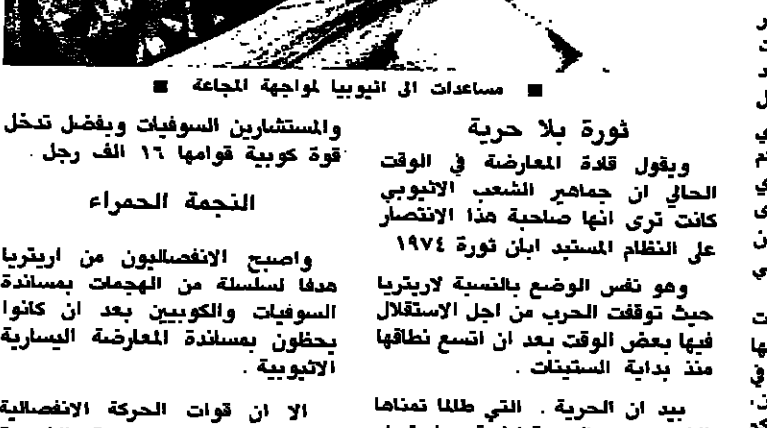 ■ مساعدات الى اثيوبيا لمواجهة المجاعة ■
ثورة بلا حرية
ويقول قادة المعارضة في الوقت
الحالي ان جماهير الشعب الاثيوبي
كانت ترى انها صاحبة هذا الانتصار
على النظام المستبد ابان ثورة ١٩٧٤
وهو نفس الوضع بالنسبة لاريتريا
حيث توقفت الحرب من اجل الاستقلال
فيها بعض الوقت بعد ان اتسع نطاقها
منذ بداية الستينات .
بيد ان الحرية . التي طالما تمناها
والمستشارين السوفيات وبفضل تدخل
قوة كوبية قوامها ١٦ الف رجل .
النجمة الحمراء
واصبح الانفصاليون من اريتريا
هدفا لسلسلة من الهجمات بمساندة
السوفيات والكوبيين بعد ان كانوا
يحظون بمساندة المعارضة اليسارية
الاثيوبية .
الا ان قوات الحركة الانفصالية